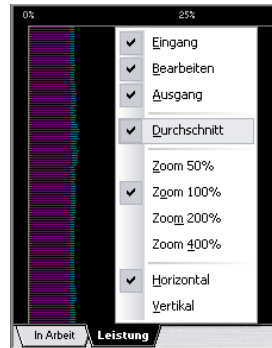 0% 25%
Eingang
Bearbeiten
Ausgang
Durchschnitt
Zoom 50%
Zoom 100%
Zoom 200%
Zoom 400%
Horizontal
Vertikal
In Arbeit Leistung